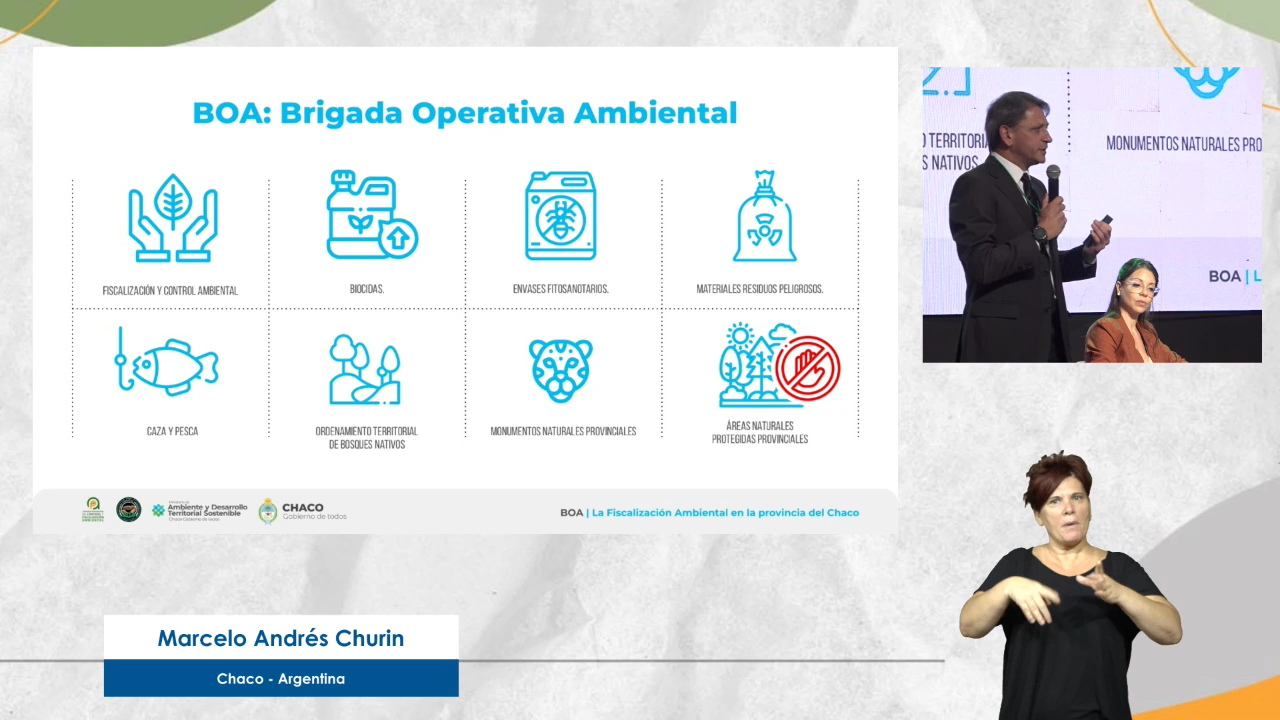 BOA: Brigada Operativa Ambiental
FISCALIZACIÓN Y CONTROL AMBIENTAL
BIOCIDAS.
ENVASES FITOSANOTARIOS.
MATERIALES RESIDUOS PELIGROSOS.
CAZA Y PESCA
ORDENAMIENTO TERRITORIAL
DE BOSQUES NATIVOS
MONUMENTOS NATURALES PROVINCIALES
ÁREAS NATURALES
PROTEGIDAS PROVINCIALES
Ambiente y Desarrollo
Territorial Sostenible
CHACO
Gobierno de todos
BOA | La Fiscalización Ambiental en la provincia del Chaco
O TERRITORIA
S NATIVOS
MONUMENTOS NATURALES PRO
BOA | L
Marcelo Andrés Churin
Chaco - Argentina